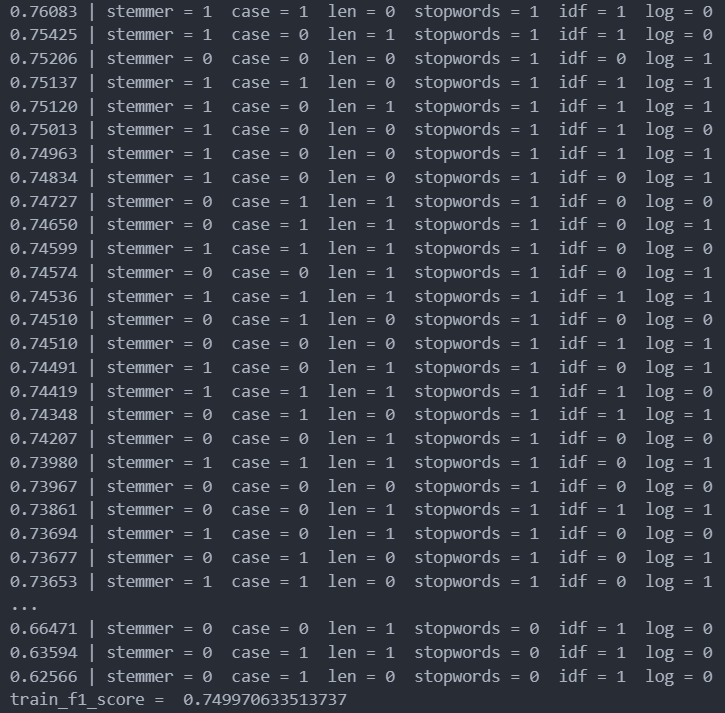 0.76083 | stemmer = 1  case = 1  len = 0  stopwords = 1  idf = 1  log = 0
0.75425 | stemmer = 1  case = 0  len = 1  stopwords = 1  idf = 1  log = 0
0.75206 | stemmer = 0  case = 0  len = 0  stopwords = 1  idf = 0  log = 1
0.75137 | stemmer = 1  case = 1  len = 0  stopwords = 1  idf = 1  log = 1
0.75120 | stemmer = 1  case = 0  len = 1  stopwords = 1  idf = 1  log = 1
0.75013 | stemmer = 1  case = 0  len = 0  stopwords = 1  idf = 1  log = 0
0.74963 | stemmer = 1  case = 0  len = 0  stopwords = 1  idf = 1  log = 1
0.74834 | stemmer = 1  case = 0  len = 0  stopwords = 1  idf = 0  log = 1
0.74727 | stemmer = 0  case = 1  len = 1  stopwords = 1  idf = 0  log = 0
0.74650 | stemmer = 0  case = 1  len = 1  stopwords = 1  idf = 0  log = 1
0.74599 | stemmer = 1  case = 1  len = 1  stopwords = 1  idf = 0  log = 0
0.74574 | stemmer = 0  case = 0  len = 1  stopwords = 1  idf = 0  log = 1
0.74536 | stemmer = 1  case = 1  len = 1  stopwords = 1  idf = 1  log = 1
0.74510 | stemmer = 0  case = 1  len = 0  stopwords = 1  idf = 0  log = 0
0.74510 | stemmer = 0  case = 0  len = 0  stopwords = 1  idf = 1  log = 1
0.74491 | stemmer = 1  case = 0  len = 1  stopwords = 1  idf = 0  log = 1
0.74419 | stemmer = 1  case = 1  len = 1  stopwords = 1  idf = 1  log = 0
0.74348 | stemmer = 0  case = 1  len = 0  stopwords = 1  idf = 1  log = 1
0.74207 | stemmer = 0  case = 0  len = 1  stopwords = 1  idf = 0  log = 0
0.73980 | stemmer = 1  case = 1  len = 1  stopwords = 1  idf = 0  log = 1
0.73967 | stemmer = 0  case = 0  len = 0  stopwords = 1  idf = 0  log = 0
0.73861 | stemmer = 0  case = 0  len = 1  stopwords = 1  idf = 1  log = 1
0.73694 | stemmer = 1  case = 0  len = 0  stopwords = 1  idf = 0  log = 0
0.73677 | stemmer = 0  case = 1  len = 0  stopwords = 1  idf = 0  log = 1
0.73653 | stemmer = 1  case = 1  len = 0  stopwords = 1  idf = 0  log = 1
...
0.66471 | stemmer = 0  case = 0  len = 1  stopwords = 0  idf = 1  log = 0
0.63594 | stemmer = 0  case = 1  len = 1  stopwords = 0  idf = 1  log = 0
0.62566 | stemmer = 0  case = 1  len = 0  stopwords = 0  idf = 1  log = 0
train_f1_score =  0.749970633513737